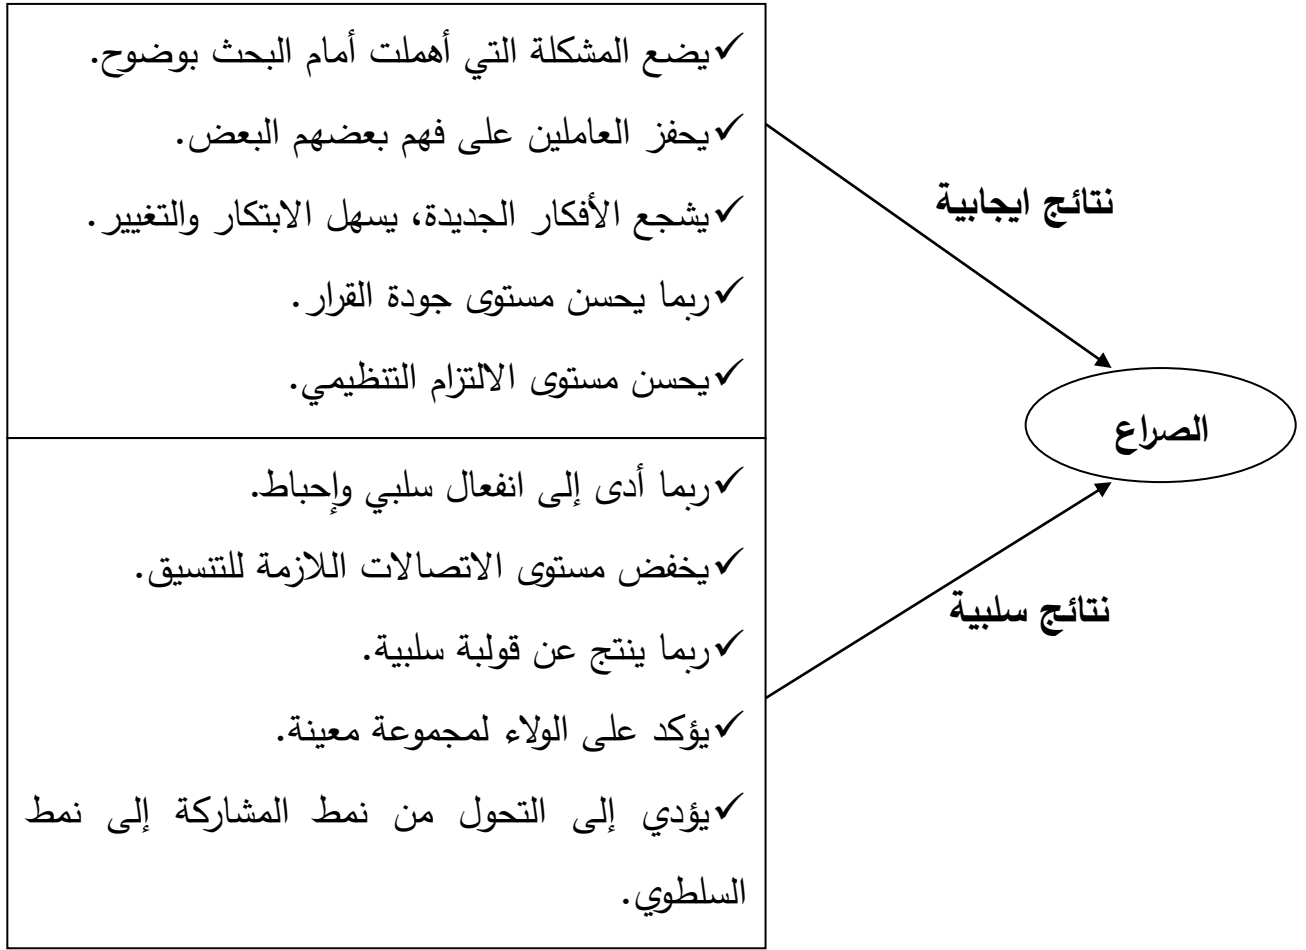 ✓يضع المشكلة التي أهملت أمام البحث بوضوح.
✓يحفز العاملين على فهم بعضهم البعض.
✓يشجع الأفكار الجديدة، يسهل الابتكار والتغيير.
✓ربما يحسن مستوى جودة القرار.
✓يحسن مستوى الالتزام التنظيمي.
نتائج ايجابية
الصراع
✓ربما أدى إلى انفعال سلبي وإحباط.
✓يخفض مستوى الاتصالات اللازمة للتنسيق.
✓ربما ينتج عن قولبة سلبية.
✓يؤكد على الولاء لمجموعة معينة.
✓يؤدي إلى التحول من نمط المشاركة إلى نمط
السلطوي.
نتائج سلبية